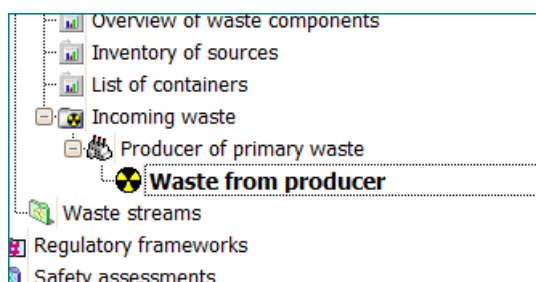 Overview of waste components
Inventory of sources
List of containers
Incoming waste
Producer of primary waste
Waste from producer
Waste streams
Regulatory frameworks
Safety assessments